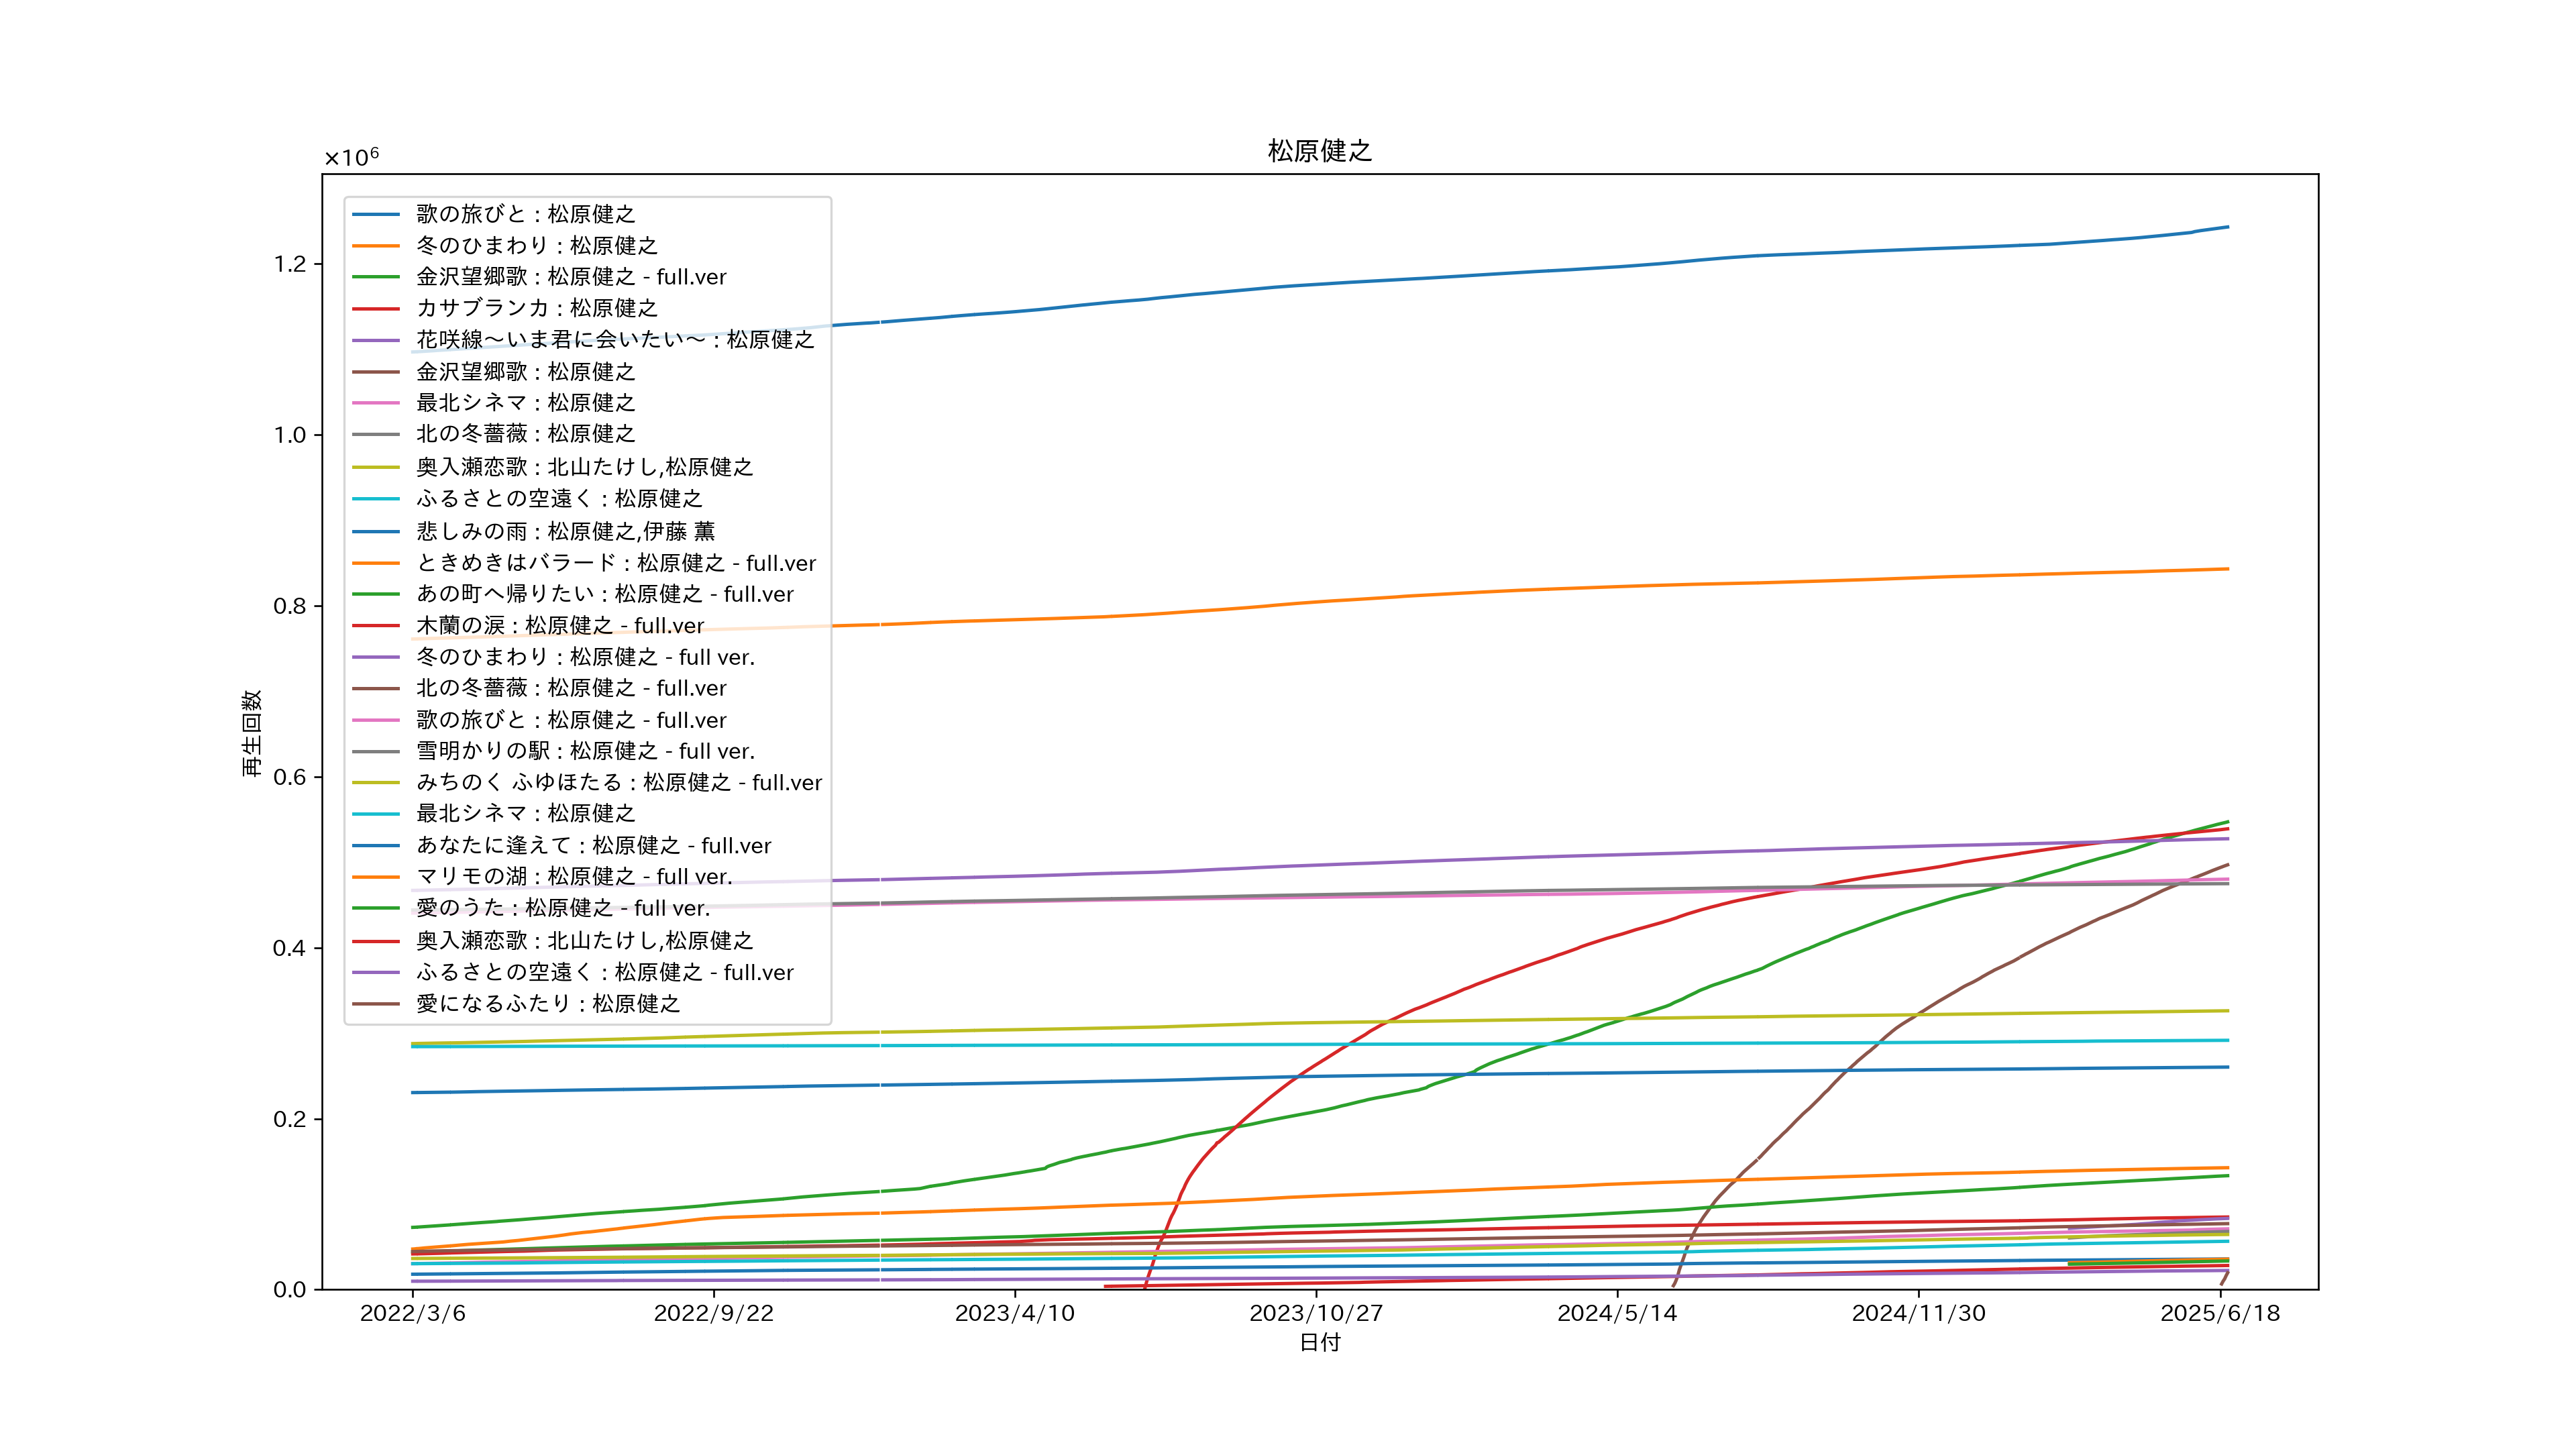 松原健之
×10⁶
歌の旅びと : 松原健之
冬のひまわり : 松原健之
金沢望郷歌 : 松原健之 - full.ver
カサブランカ : 松原健之
花咲線～いま君に会いたい～ : 松原健之
金沢望郷歌 : 松原健之
最北シネマ : 松原健之
北の冬薔薇 : 松原健之
奥入瀬恋歌 : 北山たけし,松原健之
ふるさとの空遠く : 松原健之
悲しみの雨 : 松原健之,伊藤 薫
ときめきはバラード : 松原健之 - full.ver
あの町へ帰りたい : 松原健之 - full.ver
木蘭の涙 : 松原健之 - full.ver
冬のひまわり : 松原健之 - full ver.
北の冬薔薇 : 松原健之 - full.ver
歌の旅びと : 松原健之 - full.ver
雪明かりの駅 : 松原健之 - full ver.
みちのく ふゆほたる : 松原健之 - full.ver
最北シネマ : 松原健之
あなたに逢えて : 松原健之 - full.ver
マリモの湖 : 松原健之 - full ver.
愛のうた : 松原健之 - full ver.
奥入瀬恋歌 : 北山たけし,松原健之
ふるさとの空遠く : 松原健之 - full.ver
愛になるふたり : 松原健之
1.2
1.0
0.8
0.6
0.4
0.2
0.0
再生回数
2022/3/6
2022/9/22
2023/4/10
2023/10/27
2024/5/14
2024/11/30
2025/6/18
日付